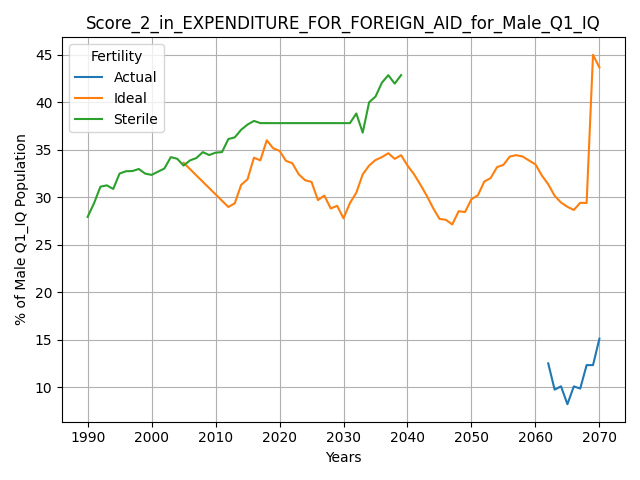 Score_2_in_EXPENDITURE_FOR_FOREIGN_AID_for_Male_Q1_IQ
Fertility
Actual
Ideal
Sterile
% of Male Q1_IQ Population
45
40
35
30
25
20
15
10
1990 2000 2010 2020 2030 2040 2050 2060 2070
Years